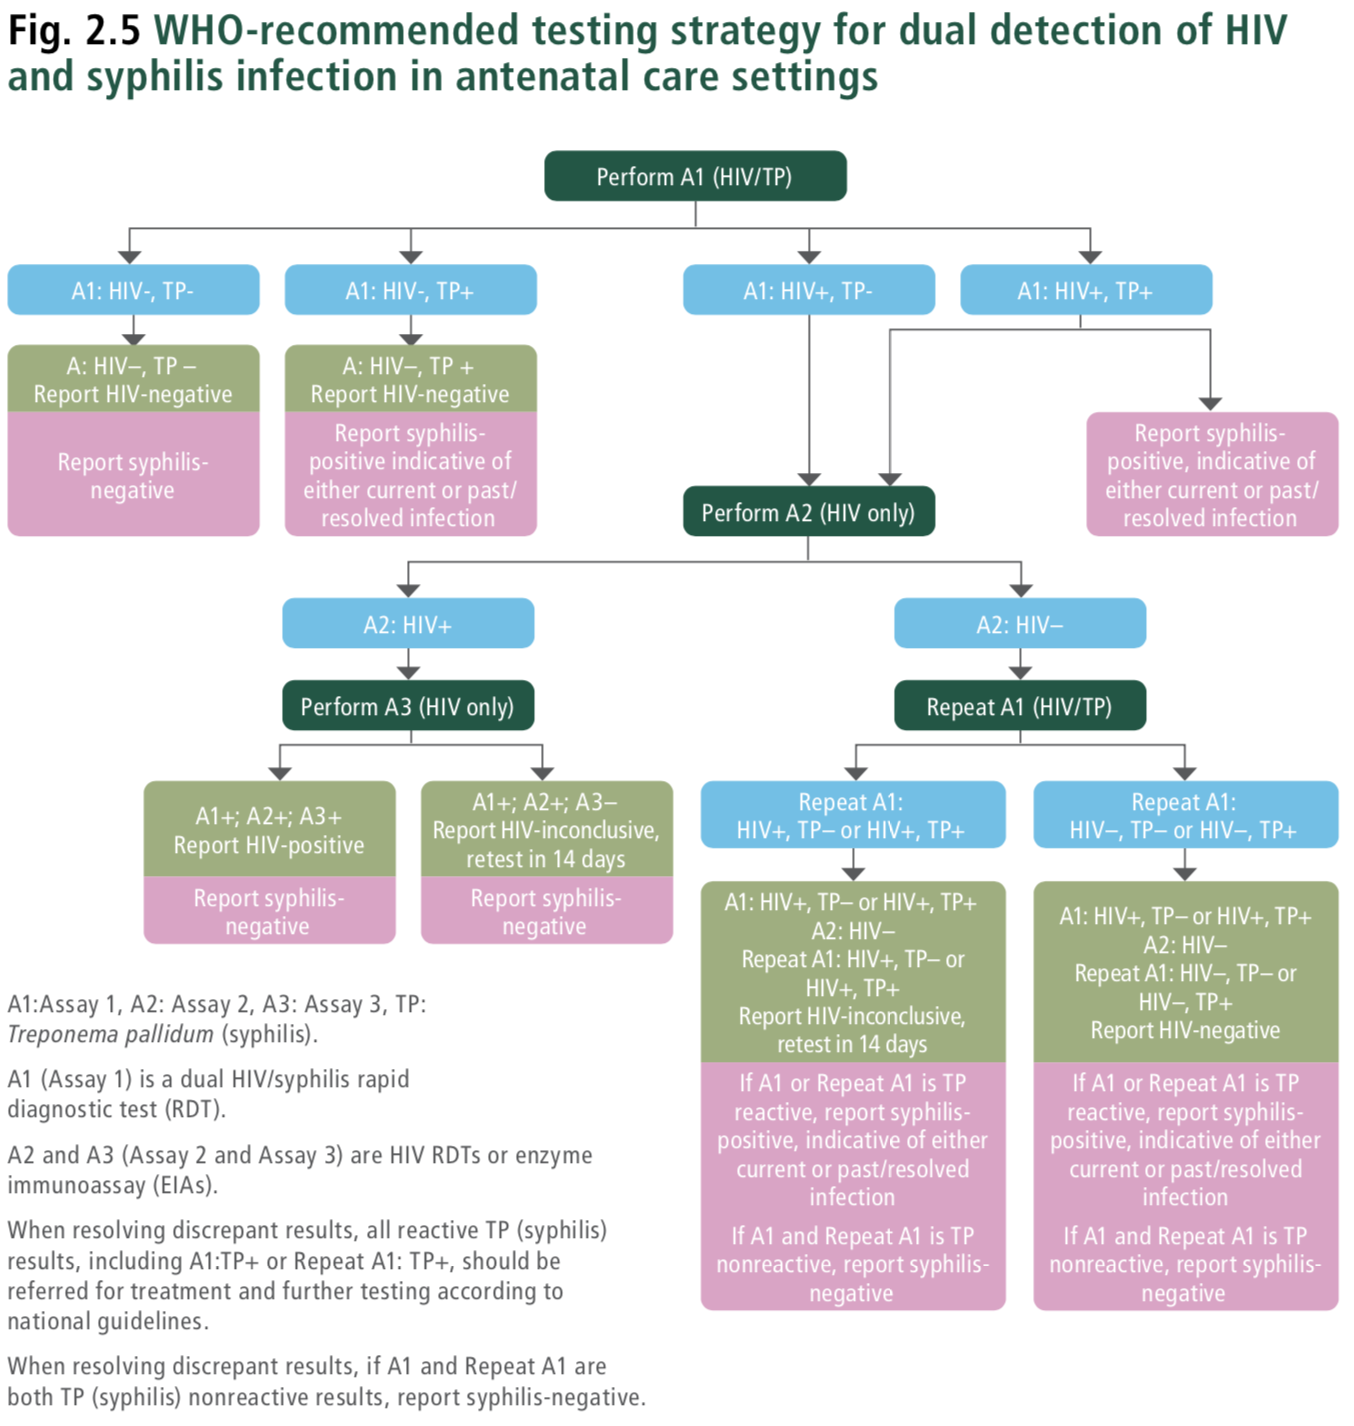 Fig. 2.5 WHO-recommended testing strategy for dual detection of HIV
and syphilis infection in antenatal care settings
Perform A1 (HIV/TP)
A1: HIV-, TP-
A1: HIV-, TP+
A1: HIV+, TP-
A1: HIV+, TP+
A: HIV–, TP –
Report HIV-negative
Report syphilis-
negative
A: HIV–, TP +
Report HIV-negative
Report syphilis-
positive indicative of
either current or past/
resolved infection
Report syphilis-
positive, indicative of
either current or past/
resolved infection
Perform A2 (HIV only)
A2: HIV+
A2: HIV–
Perform A3 (HIV only)
Repeat A1 (HIV/TP)
A1+; A2+; A3+
Report HIV-positive
Report syphilis-
negative
A1+; A2+; A3–
Report HIV-inconclusive,
retest in 14 days
Report syphilis-
negative
Repeat A1:
HIV+, TP– or HIV+, TP+
Repeat A1:
HIV–, TP– or HIV–, TP+
A1: HIV+, TP– or HIV+, TP+
A2: HIV–
Repeat A1: HIV+, TP– or
HIV+, TP+
Report HIV-inconclusive,
retest in 14 days
If A1 or Repeat A1 is TP
reactive, report syphilis-
positive, indicative of either
current or past/resolved
infection
If A1 and Repeat A1 is TP
nonreactive, report syphilis-
negative
A1: HIV+, TP– or HIV+, TP+
A2: HIV–
Repeat A1: HIV–, TP– or
HIV–, TP+
Report HIV-negative
If A1 or Repeat A1 is TP
reactive, report syphilis-
positive, indicative of either
current or past/resolved
infection
If A1 and Repeat A1 is TP
nonreactive, report syphilis-
negative
A1:Assay 1, A2: Assay 2, A3: Assay 3, TP:
Treponema pallidum (syphilis).
A1 (Assay 1) is a dual HIV/syphilis rapid
diagnostic test (RDT).
A2 and A3 (Assay 2 and Assay 3) are HIV RDTs or enzyme
immunoassay (EIAs).
When resolving discrepant results, all reactive TP (syphilis)
results, including A1:TP+ or Repeat A1: TP+, should be
referred for treatment and further testing according to
national guidelines.
When resolving discrepant results, if A1 and Repeat A1 are
both TP (syphilis) nonreactive results, report syphilis-negative.